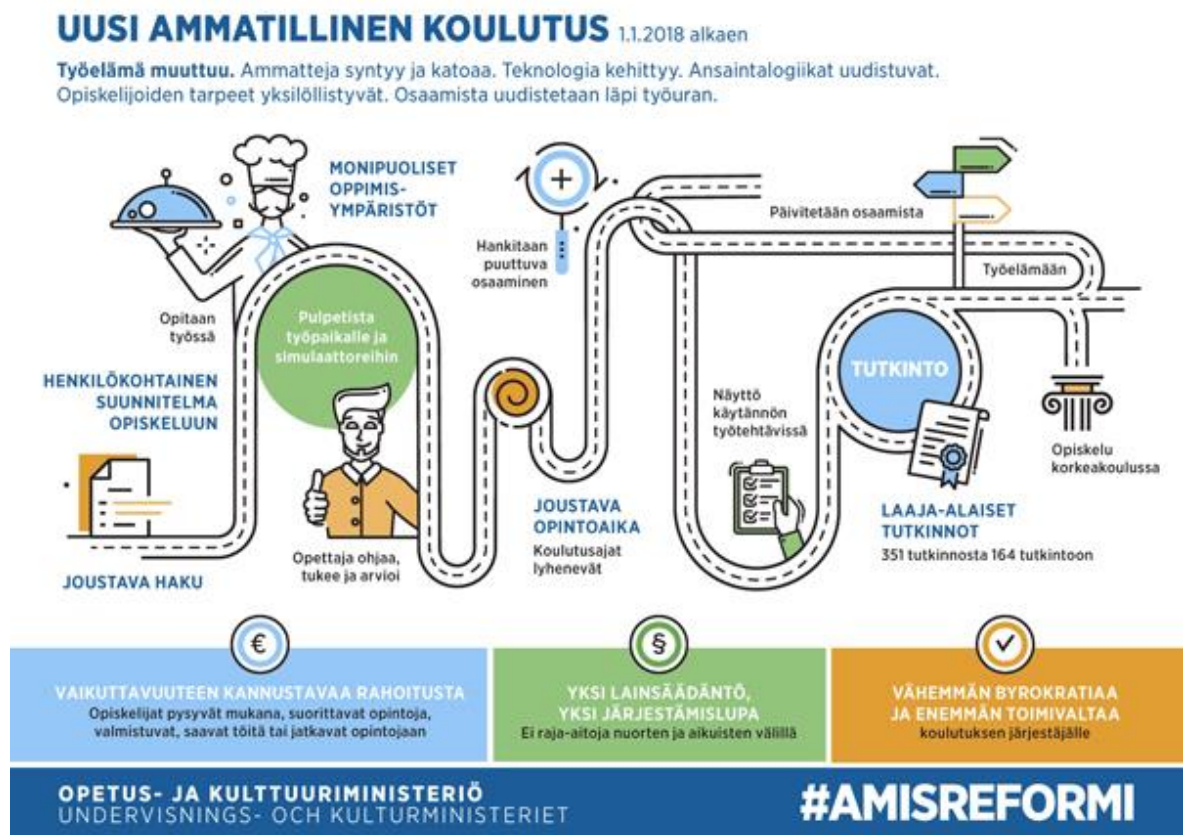 UUSI AMMATILLINEN KOULUTUS 1.1.2018 alkaen
Työelämä muuttuu. Ammatteja syntyy ja katoaa. Teknologia kehittyy. Ansaintalogiikat uudistuvat.
Opiskelijoiden tarpeet yksilöllistyvät. Osaamista uudistetaan läpi työuran.
JOUSTAVA HAKU
HENKILÖKOHTAINEN
SUUNNITELMA
OPISKELUUN
Opitaan
työssä
MONIPUOLISET
OPPIMIS-
YMPÄRISTÖT
Pulpetista
työpaikalle ja
simulaattoreihin
Opettaja ohjaa,
tukee ja arvioi
JOUSTAVA
OPINTOAIKA
Koulutusajat
lyhenevät
Hankitaan
puuttuva
osaaminen
Näyttö
käytännön
työtehtävissä
TUTKINTO
LAAJA-ALAISET
TUTKINNOT
351 tutkinnosta 164 tutkintoon
Päivitetään osaamista
Työelämään
Opiskelu
korkeakoulussa
€
VAIKUTTAVUUTEEN KANNUSTAVAA RAHOITUSTA
Opiskelijat pysyvät mukana, suorittavat opintoja,
valmistuvat, saavat töitä tai jatkavat opintojaan
§
YKSI LAINSÄÄDÄNTÖ,
YKSI JÄRJESTÄMISLUPA
Ei raja-aitoja nuorten ja aikuisten välillä
VÄHEMMÄN BYROKRATIAA
JA ENEMMÄN TOIMIVALTAA
koulutuksen järjestäjälle
OPETUS- JA KULTTUURIMINISTERIÖ
UNDERVISNINGS- OCH KULTURMINISTERIET
#AMISREFORMI